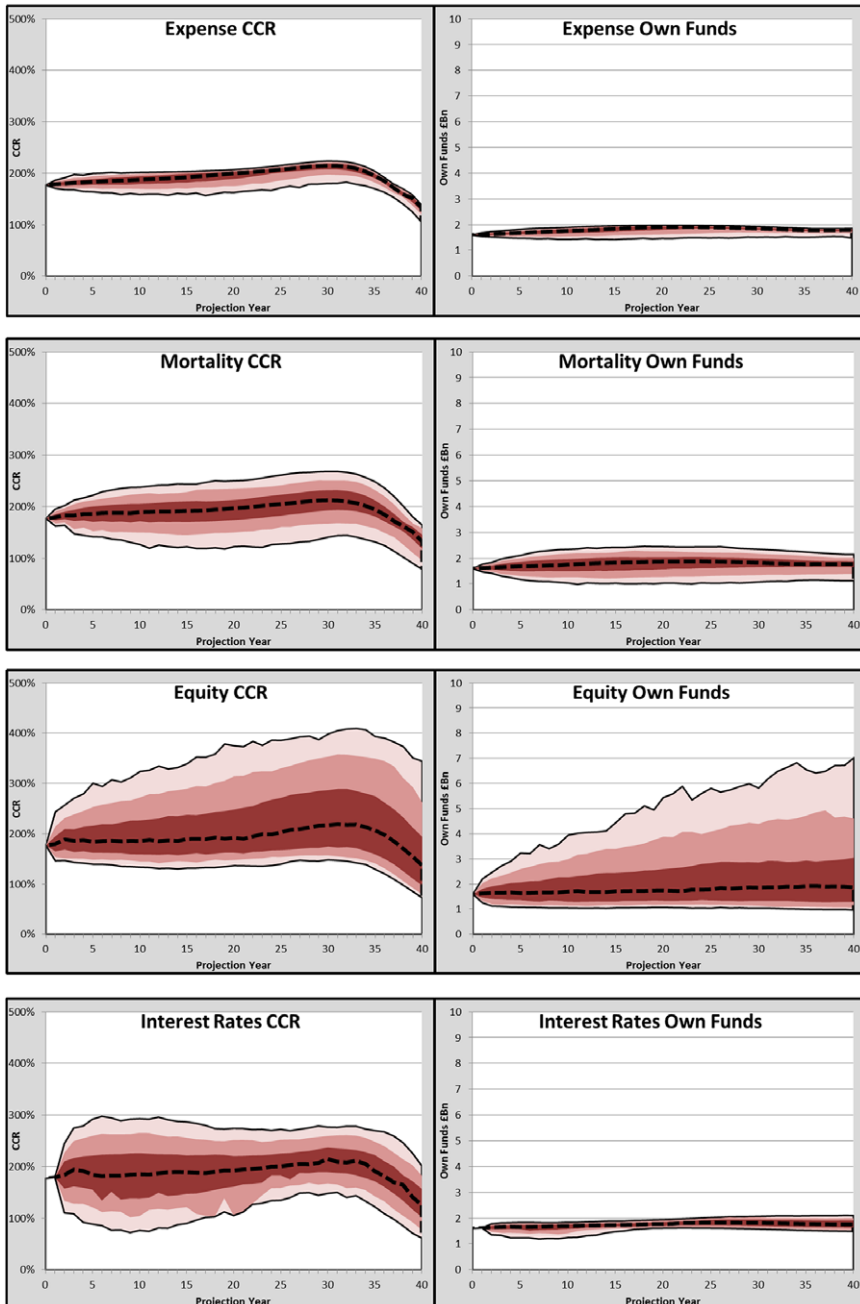 Expense CCR
500%
400%
300%
200%
100%
0%
CCR
0 5 10 15 20 25 30 35 40
Projection Year
Expense Own Funds
10
9
8
7
6
5
4
3
2
1
0
Own Funds £Bn
0 5 10 15 20 25 30 35 40
Projection Year
Mortality CCR
500%
400%
300%
200%
100%
0%
CCR
0 5 10 15 20 25 30 35 40
Projection Year
Mortality Own Funds
10
9
8
7
6
5
4
3
2
1
0
Own Funds £Bn
0 5 10 15 20 25 30 35 40
Projection Year
Equity CCR
500%
400%
300%
200%
100%
0%
CCR
0 5 10 15 20 25 30 35 40
Projection Year
Equity Own Funds
10
9
8
7
6
5
4
3
2
1
0
Own Funds £Bn
0 5 10 15 20 25 30 35 40
Projection Year
Interest Rates CCR
500%
400%
300%
200%
100%
0%
CCR
0 5 10 15 20 25 30 35 40
Projection Year
Interest Rates Own Funds
10
9
8
7
6
5
4
3
2
1
0
Own Funds £Bn
0 5 10 15 20 25 30 35 40
Projection Year